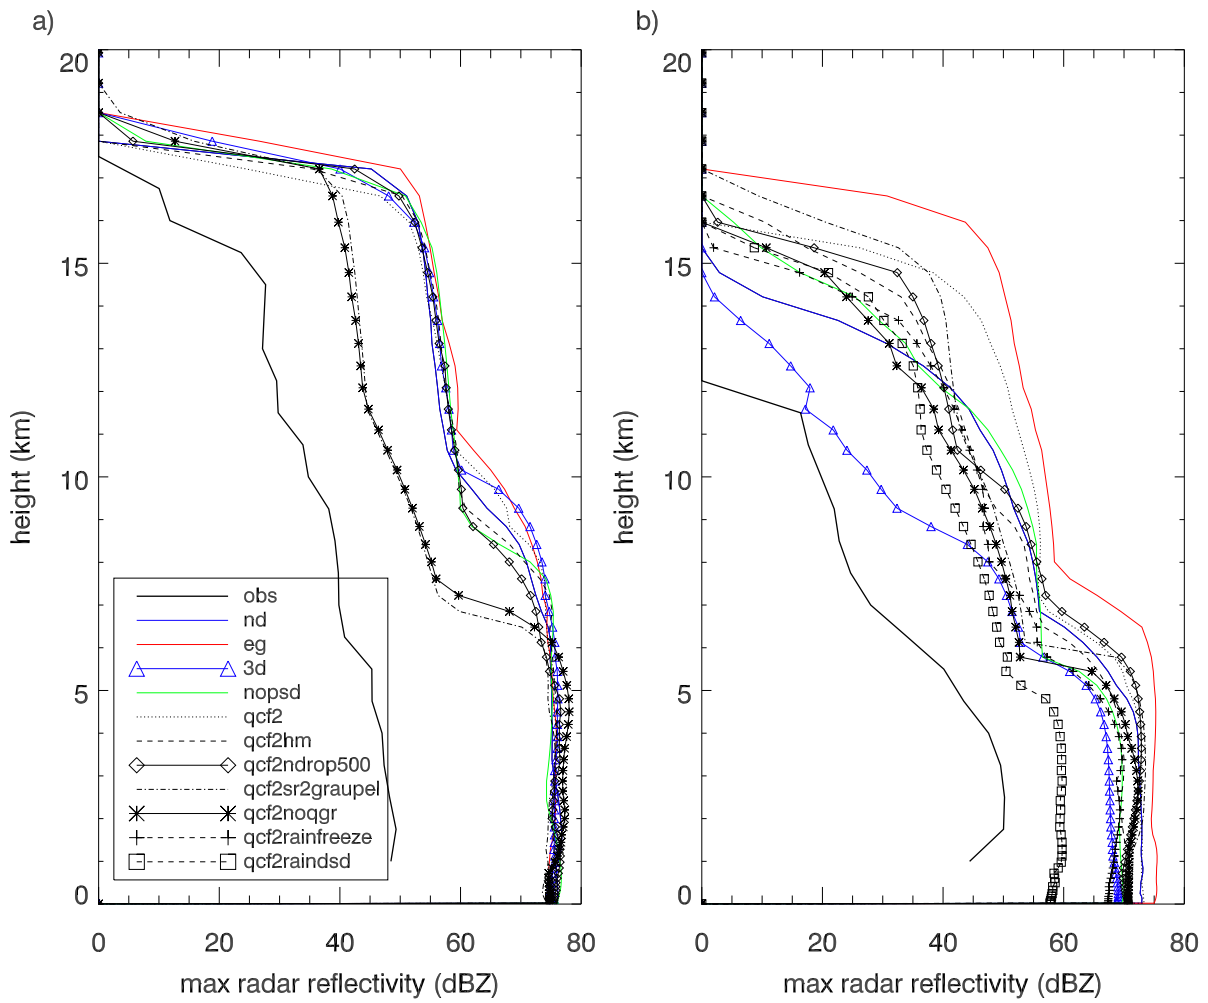 a)
20
15
10
5
0
height (km)
obs
nd
eg
3d
nopsd
qcf2
qcf2hm
qcf2ndrop500
qcf2sr2graupel
qcf2noqgr
qcf2rainfreeze
qcf2raindsd
0 20 40 60 80
max radar reflectivity (dBZ)
b)
20
15
10
5
0
height (km)
0 20 40 60 80
max radar reflectivity (dBZ)